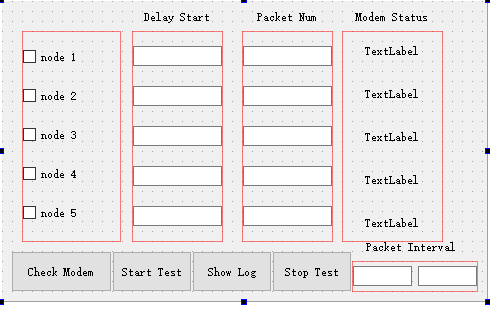 Delay Start Packet Num Modem Status
node 1 TextLabel
node 2 TextLabel
node 3 TextLabel
node 4 TextLabel
node 5 TextLabel
Packet Interval
Check Modem Start Test Show Log Stop Test